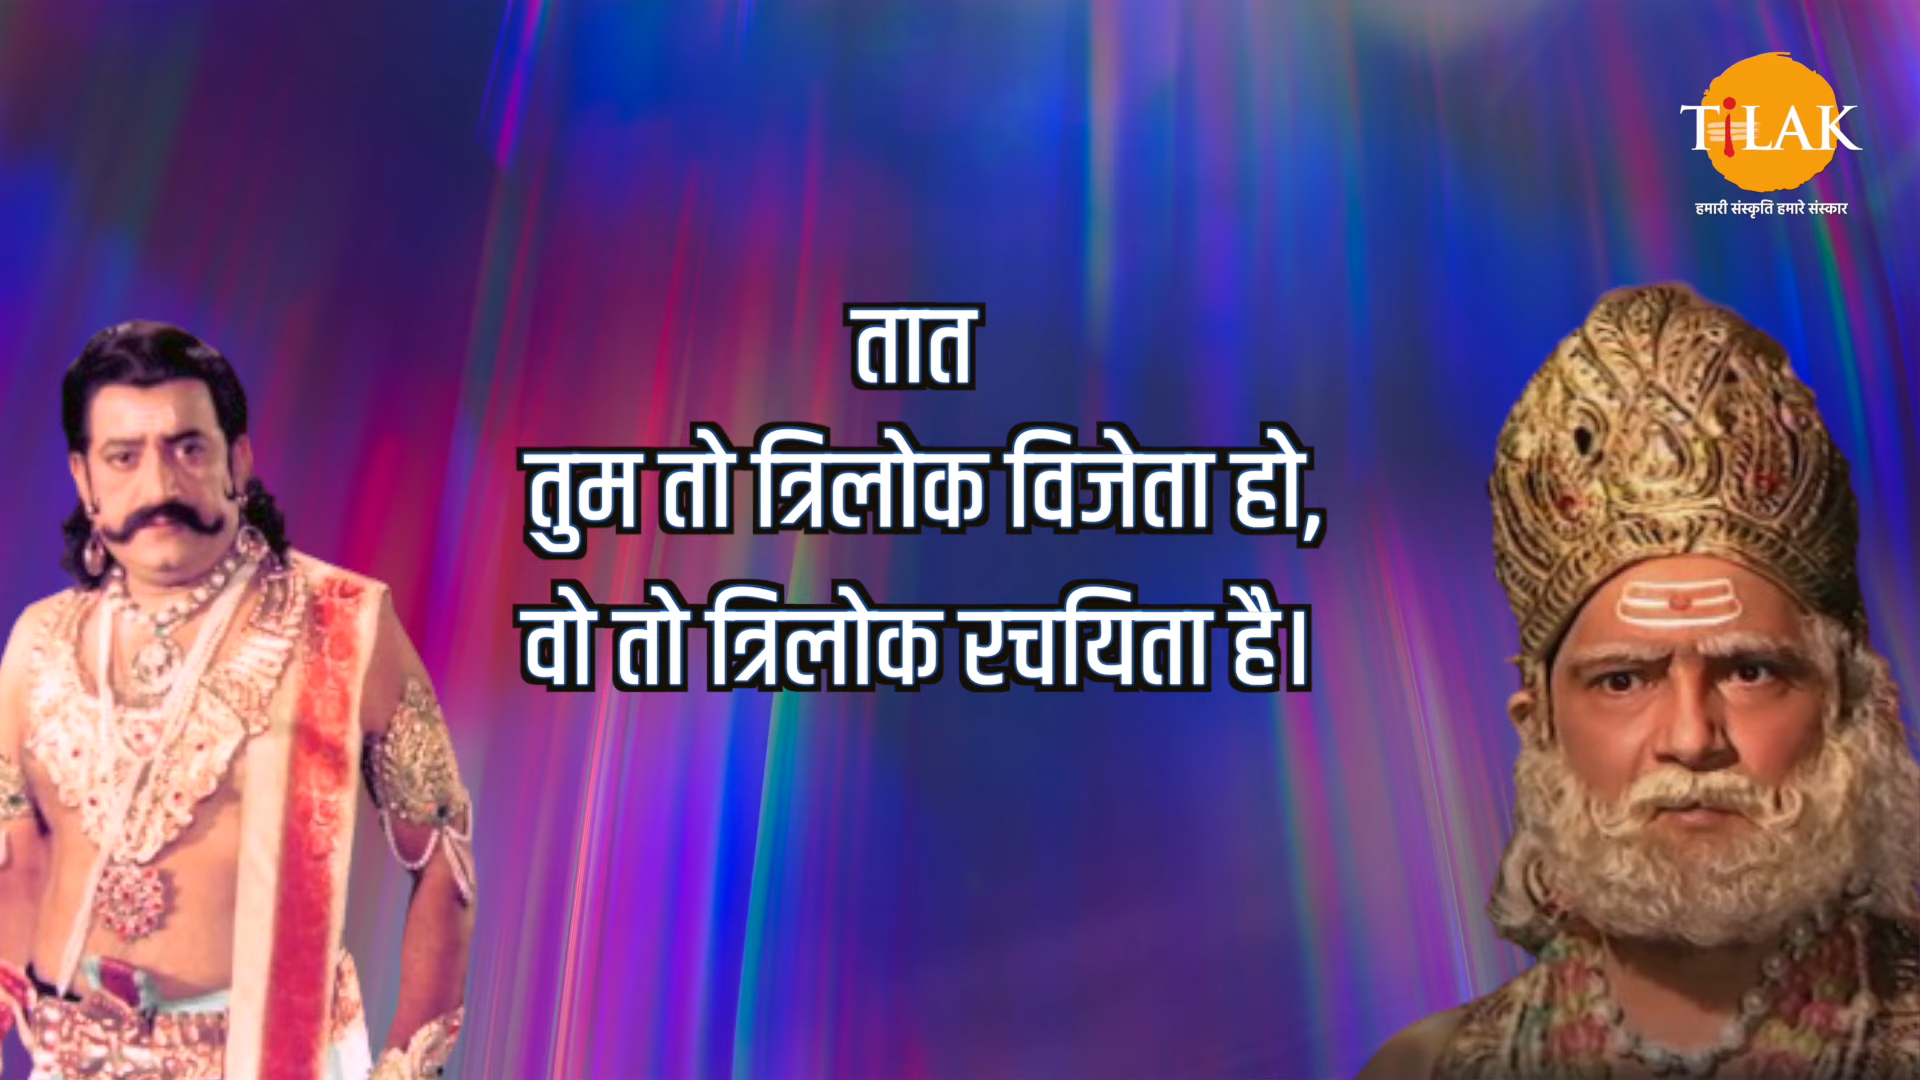 TiLAK
हमारी संस्कृति हमारे संस्कार
तात
तुम तो त्रिलोक विजेता हो,
वो तो त्रिलोक रचयिता है।